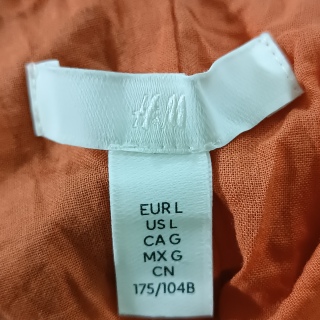 H&M
EUR L
US L
CA G
MX G
CN
175/104B